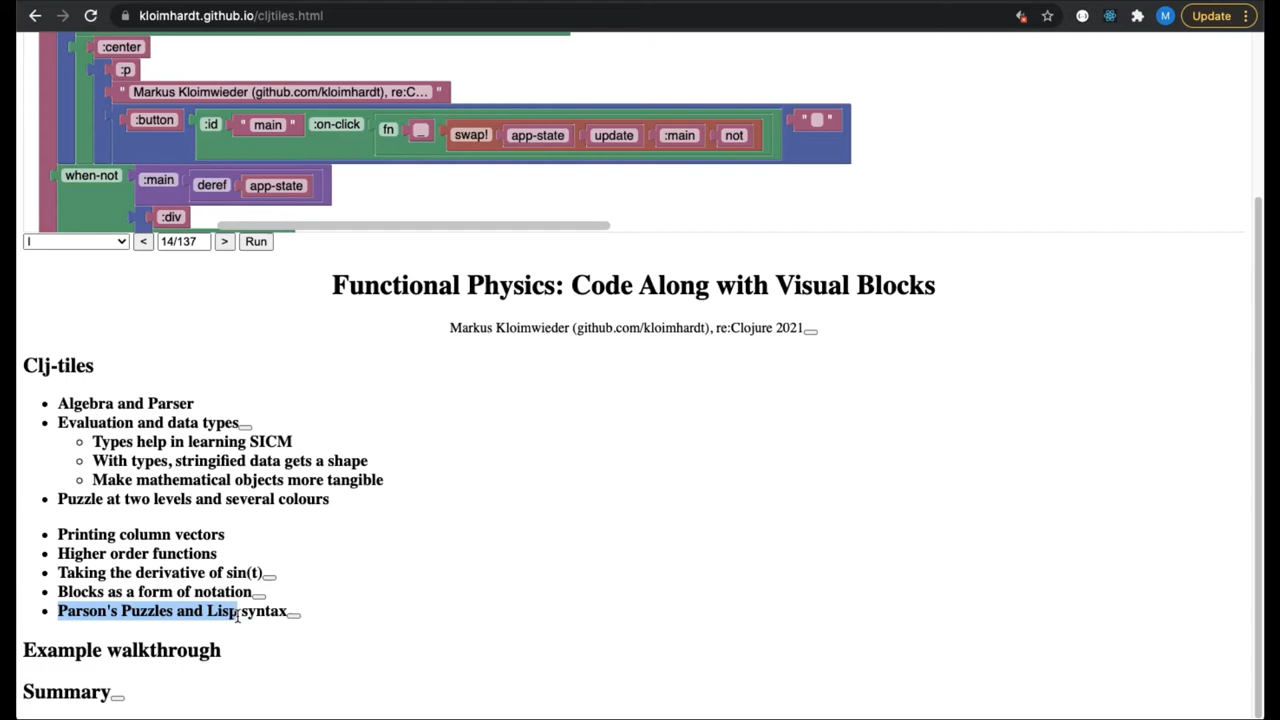 kloimhardt.github.io/cljtiles.html
M
Update
:center
:p
" Markus Kloimwieder (github.com/kloimhardt), re:C... "
:button :id " main " :on-click fn _ swap! app-state update :main not " "
when-not :main deref app-state
:div
I < 14/137 > Run
Functional Physics: Code Along with Visual Blocks
Markus Kloimwieder (github.com/kloimhardt), re:Clojure 2021
Clj-tiles
Algebra and Parser
Evaluation and data types
Types help in learning SICM
With types, stringified data gets a shape
Make mathematical objects more tangible
Puzzle at two levels and several colours
Printing column vectors
Higher order functions
Taking the derivative of sin(t)
Blocks as a form of notation
Parson's Puzzles and Lisp syntax
Example walkthrough
Summary